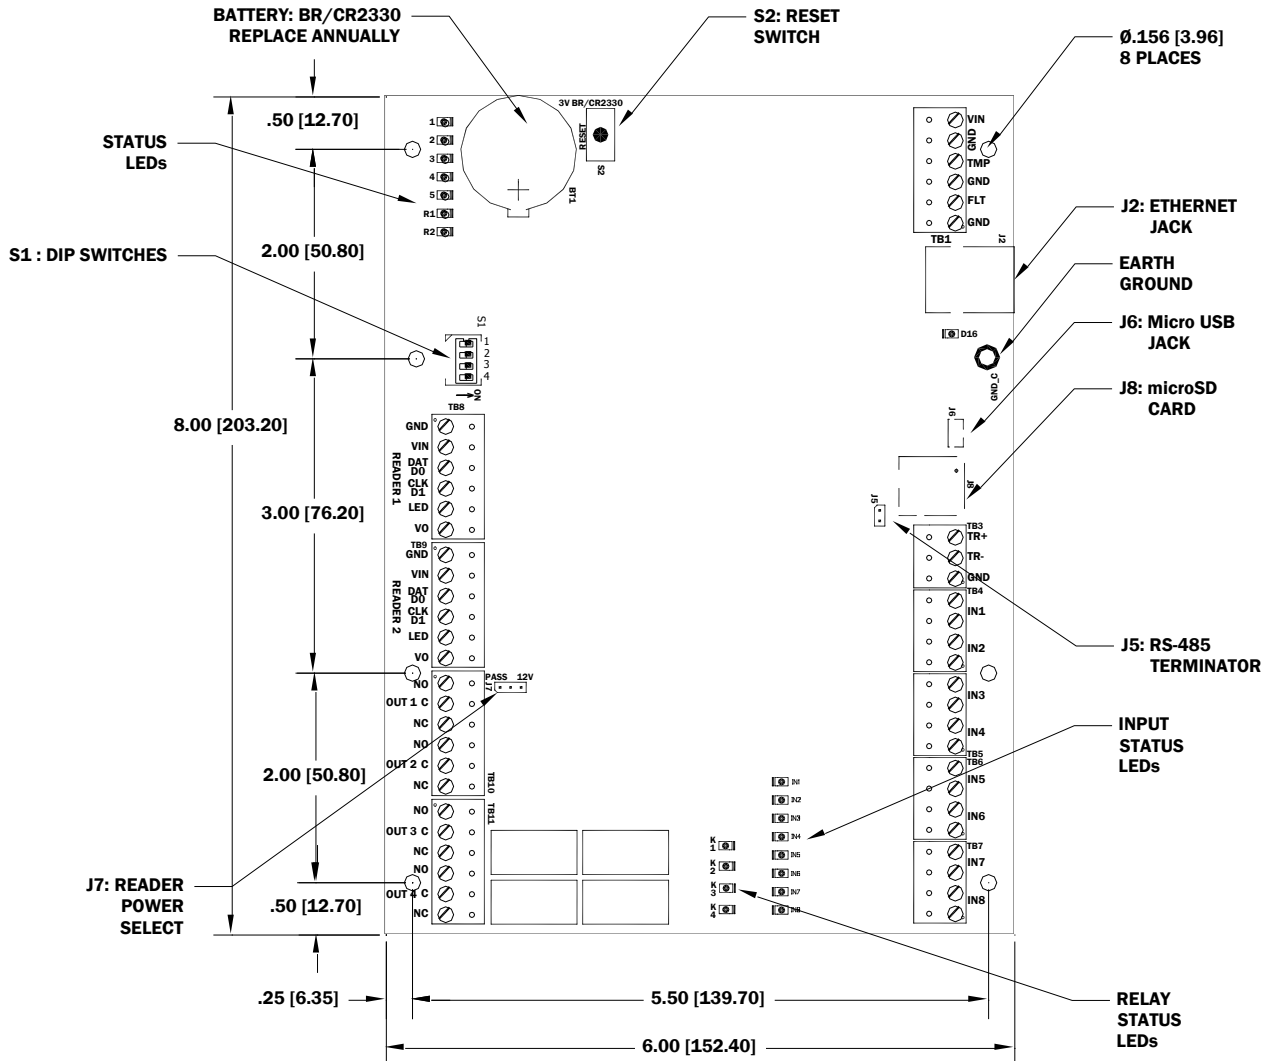 BATTERY: BR/CR2330
REPLACE ANNUALLY
S2: RESET
SWITCH
Ø.156 [3.96]
8 PLACES
.50 [12.70]
STATUS
LEDs
2.00 [50.80]
S1 : DIP SWITCHES
8.00 [203.20]
3.00 [76.20]
2.00 [50.80]
J7: READER
POWER
SELECT
.50 [12.70]
.25 [6.35]
5.50 [139.70]
6.00 [152.40]
J2: ETHERNET
JACK
EARTH
GROUND
J6: Micro USB
JACK
J8: microSD
CARD
J5: RS-485
TERMINATOR
INPUT
STATUS
LEDs
RELAY
STATUS
LEDs
3V BR/CR2330
RESET
S2
BT1
1
2
3
4
5
R1
R2
S1
1
2
3
4
ON
TB8
GND
VIN
DAT
D0
CLK
D1
LED
VO
READER 1
TB9
GND
VIN
DAT
D0
CLK
D1
LED
VO
READER 2
NO
OUT 1 C
NC
NO
OUT 2 C
NC
TB10
J7
PASS 12V
TB11
NO
OUT 3 C
NC
NO
OUT 4 C
NC
VIN
GND
TMP
GND
FLT
GND
TB1
J2
D16
GND_C
J6
J8
J5
TB3
TR+
TR-
GND
TB4
IN1
IN2
IN3
IN4
TB5
TB6
IN5
IN6
TB7
IN7
IN8
IN1
IN2
IN3
IN4
IN5
IN6
IN7
IN8
K
1
K
2
K
3
K
4